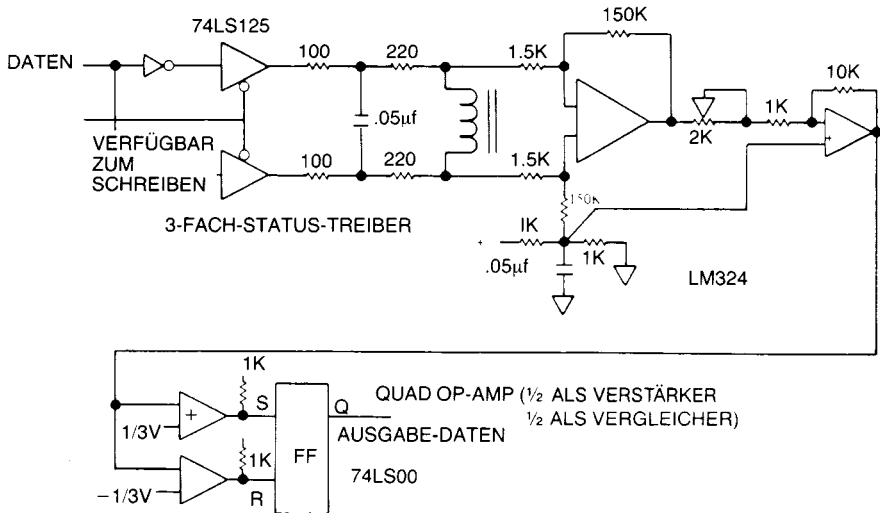 74LS125
DATEN
100
220
1.5K
150K
10K
.05µf
2K
1K
VERFÜGBAR
ZUM
SCHREIBEN
100
220
1.5K
150K
3-FACH-STATUS-TREIBER
+
1K
1K
.05µf
LM324
1K
+
S
Q
QUAD OP-AMP (½ ALS VERSTÄRKER
½ ALS VERGLEICHER)
1/3V
AUSGABE-DATEN
FF
1K
74LS00
−1/3V
R
+